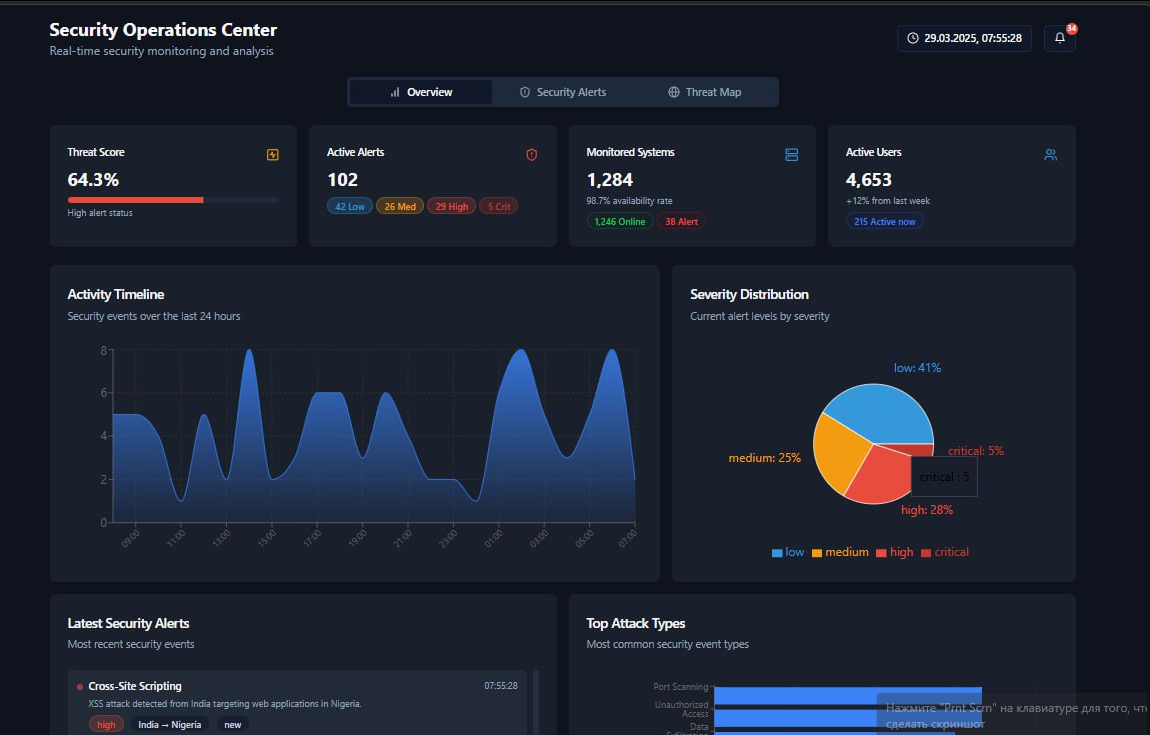 Security Operations Center
Real-time security monitoring and analysis
29.03.2025, 07:55:28
34
Overview
Security Alerts
Threat Map
Threat Score
64.3%
High alert status
Active Alerts
102
42 Low
26 Med
29 High
5 Crit
Monitored Systems
1,284
98.7% availability rate
1,246 Online
38 Alert
Active Users
4,653
+12% from last week
215 Active now
Activity Timeline
Security events over the last 24 hours
8
6
4
2
0
09:00
11:00
13:00
15:00
17:00
19:00
21:00
23:00
01:00
03:00
05:00
07:00
Severity Distribution
Current alert levels by severity
low: 41%
medium: 25%
critical: 5%
critical : 5
high: 28%
low
medium
high
critical
Latest Security Alerts
Most recent security events
Cross-Site Scripting
07:55:28
XSS attack detected from India targeting web applications in Nigeria.
high
India → Nigeria
new
Top Attack Types
Most common security event types
Port Scanning
Unauthorized
Access
Data
Нажмите "Prnt Scrn" на клавиатуре для того,
сделать скриншот